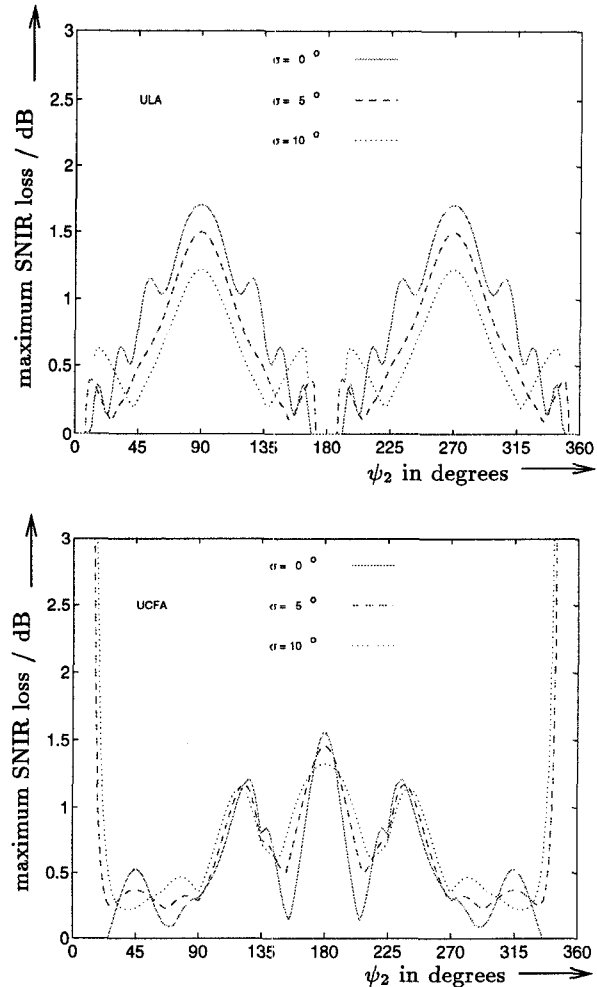 maximum SNIR loss / dB
3
2.5
2
1.5
1
0.5
0
ULA
σ = 0 °
σ = 5 °
σ = 10 °
0 45 90 135 180 225 270 315 360
ψ₂ in degrees
maximum SNIR loss / dB
3
2.5
2
1.5
1
0.5
0
UCFA
σ = 0 °
σ = 5 °
σ = 10 °
0 45 90 135 180 225 270 315 360
ψ₂ in degrees